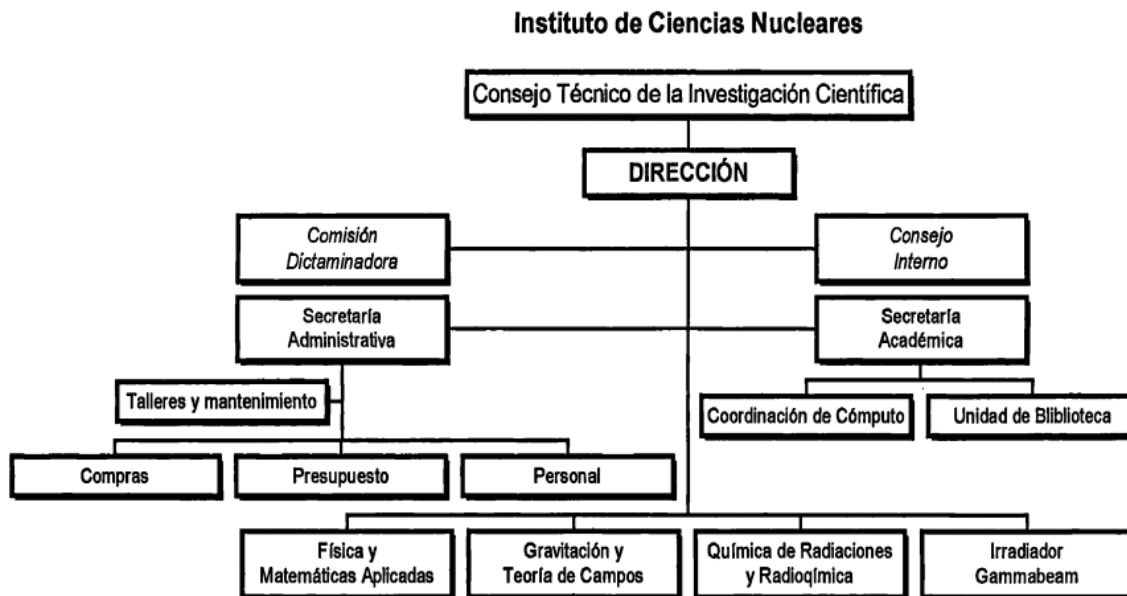 Instituto de Ciencias Nucleares
Consejo Técnico de la Investigación Científica
DIRECCIÓN
Comisión
Dictaminadora
Consejo
Interno
Secretaría
Administrativa
Secretaría
Académica
Talleres y mantenimiento
Coordinación de Cómputo
Unidad de Bliblioteca
Compras
Presupuesto
Personal
Física y
Matemáticas Aplicadas
Gravitación y
Teoría de Campos
Química de Radiaciones
y Radioqímica
Irradiador
Gammabeam